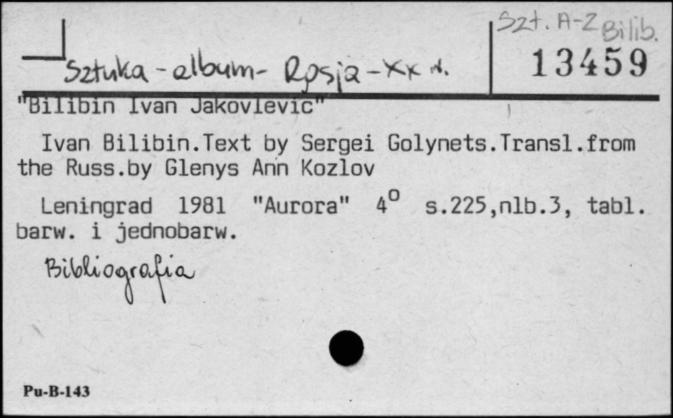 Szt. A-Z Bilib.
13459
Sztuka - album - Rosja - XX w.
"Bilibin Ivan Jakovlevic"
Ivan Bilibin.Text by Sergei Golynets.Transl.from
the Russ.by Glenys Ann Kozlov
Leningrad 1981 "Aurora" 4° s.225,nlb.3, tabl.
barw. i jednobarw.
Bibliografia
Pu-B-143